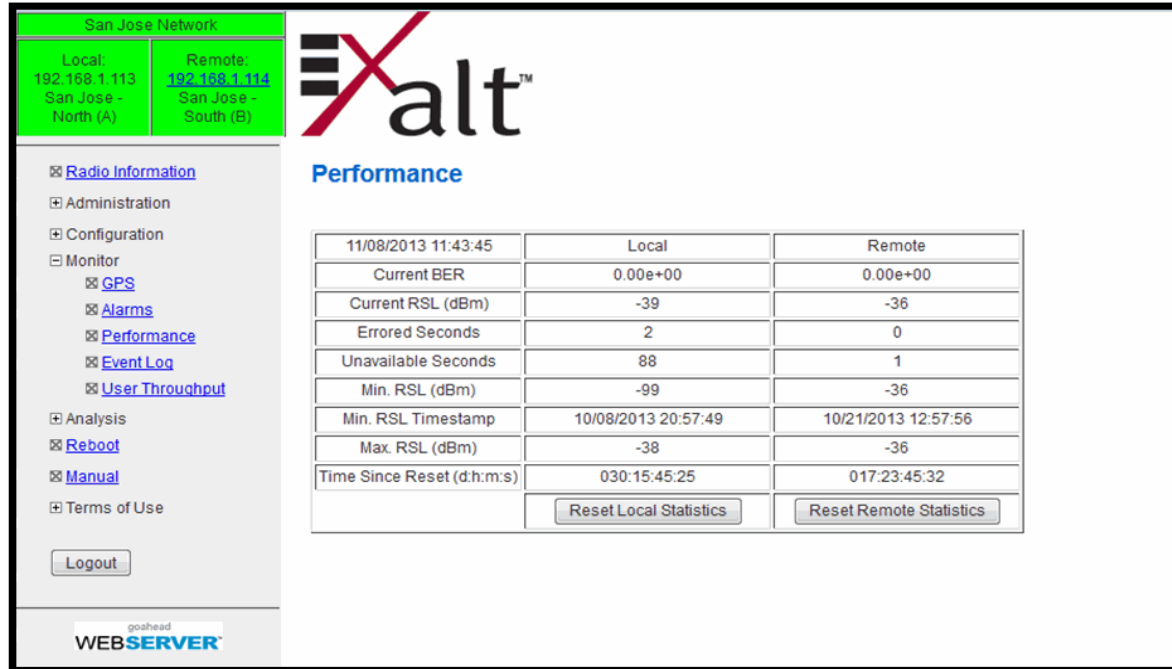 San Jose Network
Local:
192.168.1.113
San Jose -
North (A)
Remote:
192.168.1.114
San Jose -
South (B)
EXalt™
Radio Information
Administration
Configuration
Monitor
GPS
Alarms
Performance
Event Log
User Throughput
Analysis
Reboot
Manual
Terms of Use
Logout
goahead
WEBSERVER™
Performance
11/08/2013 11:43:45 Local Remote
Current BER 0.00e+00 0.00e+00
Current RSL (dBm) -39 -36
Errored Seconds 2 0
Unavailable Seconds 88 1
Min. RSL (dBm) -99 -36
Min. RSL Timestamp 10/08/2013 20:57:49 10/21/2013 12:57:56
Max. RSL (dBm) -38 -36
Time Since Reset (d:h:m:s) 030:15:45:25 017:23:45:32
Reset Local Statistics Reset Remote Statistics